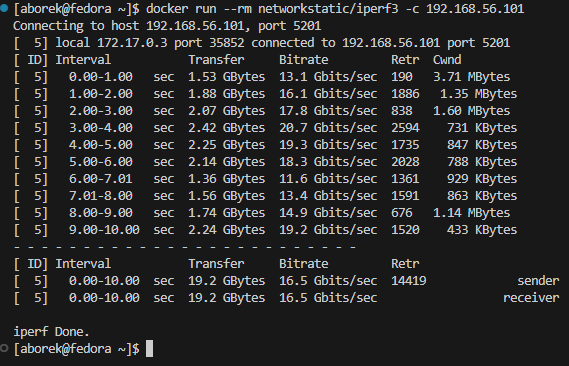 [aborek@fedora ~]$ docker run --rm networkstatic/iperf3 -c 192.168.56.101
Connecting to host 192.168.56.101, port 5201
[  5] local 172.17.0.3 port 35852 connected to 192.168.56.101 port 5201
[ ID] Interval           Transfer     Bitrate         Retr  Cwnd
[  5]   0.00-1.00   sec  1.53 GBytes  13.1 Gbits/sec  190   3.71 MBytes
[  5]   1.00-2.00   sec  1.88 GBytes  16.1 Gbits/sec  1886   1.35 MBytes
[  5]   2.00-3.00   sec  2.07 GBytes  17.8 Gbits/sec  838   1.60 MBytes
[  5]   3.00-4.00   sec  2.42 GBytes  20.7 Gbits/sec  2594    731 KBytes
[  5]   4.00-5.00   sec  2.25 GBytes  19.3 Gbits/sec  1735    847 KBytes
[  5]   5.00-6.00   sec  2.14 GBytes  18.3 Gbits/sec  2028    788 KBytes
[  5]   6.00-7.01   sec  1.36 GBytes  11.6 Gbits/sec  1361    929 KBytes
[  5]   7.01-8.00   sec  1.56 GBytes  13.4 Gbits/sec  1591    863 KBytes
[  5]   8.00-9.00   sec  1.74 GBytes  14.9 Gbits/sec  676   1.14 MBytes
[  5]   9.00-10.00  sec  2.24 GBytes  19.2 Gbits/sec  1520    433 KBytes
- - - - - - - - - - - - - - - - - - - - - - - - -
[ ID] Interval           Transfer     Bitrate         Retr
[  5]   0.00-10.00  sec  19.2 GBytes  16.5 Gbits/sec  14419             sender
[  5]   0.00-10.00  sec  19.2 GBytes  16.5 Gbits/sec                  receiver
iperf Done.
[aborek@fedora ~]$